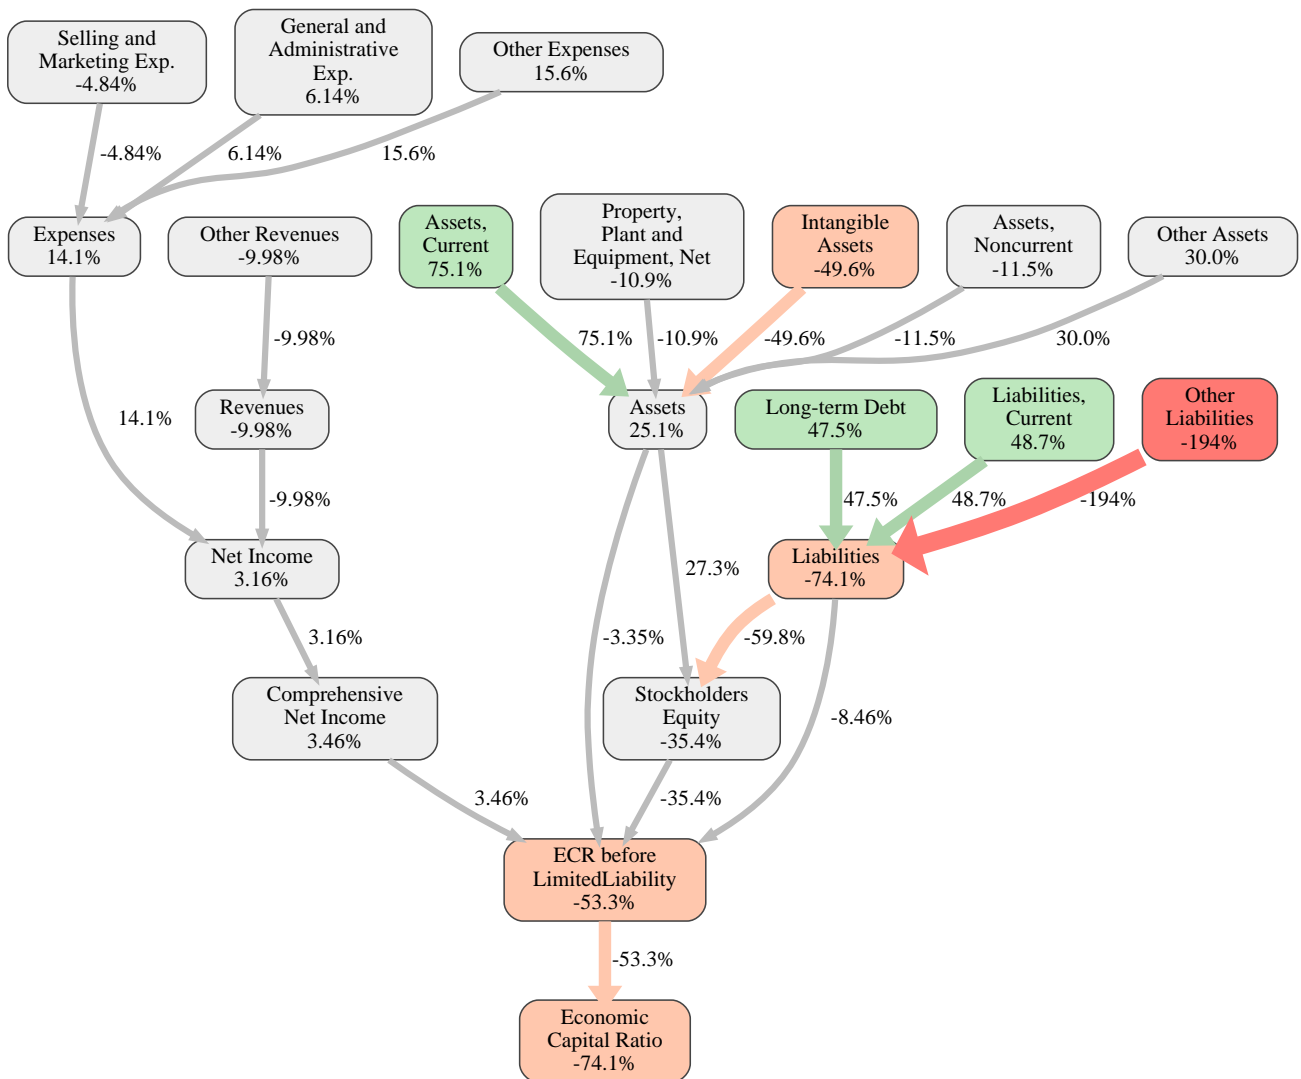 Selling and
Marketing Exp.
-4.84%
General and
Administrative
Exp.
6.14%
Other Expenses
15.6%
-4.84%
6.14%
15.6%
Expenses
14.1%
Other Revenues
-9.98%
Assets,
Current
75.1%
Property,
Plant and
Equipment, Net
-10.9%
Intangible
Assets
-49.6%
Assets,
Noncurrent
-11.5%
Other Assets
30.0%
-9.98%
75.1%
-10.9%
-49.6%
-11.5%
30.0%
14.1%
Revenues
-9.98%
Assets
25.1%
Long-term Debt
47.5%
Liabilities,
Current
48.7%
Other
Liabilities
-194%
-9.98%
47.5%
48.7%
-194%
Net Income
3.16%
27.3%
Liabilities
-74.1%
3.16%
-3.35%
-59.8%
Comprehensive
Net Income
3.46%
Stockholders
Equity
-35.4%
-8.46%
3.46%
-35.4%
ECR before
LimitedLiability
-53.3%
-53.3%
Economic
Capital Ratio
-74.1%